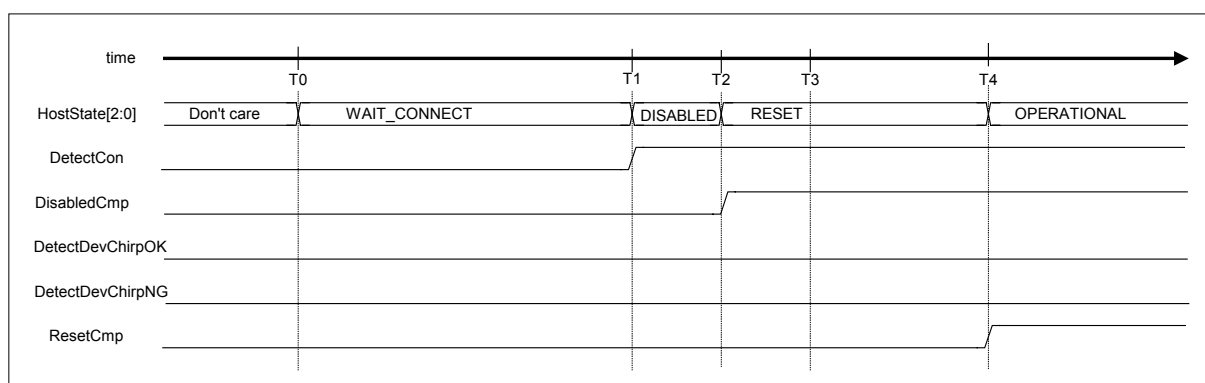 time
T0 T1 T2 T3 T4
HostState[2:0] Don't care WAIT_CONNECT DISABLED RESET OPERATIONAL
DetectCon
DisabledCmp
DetectDevChirpOK
DetectDevChirpNG
ResetCmp